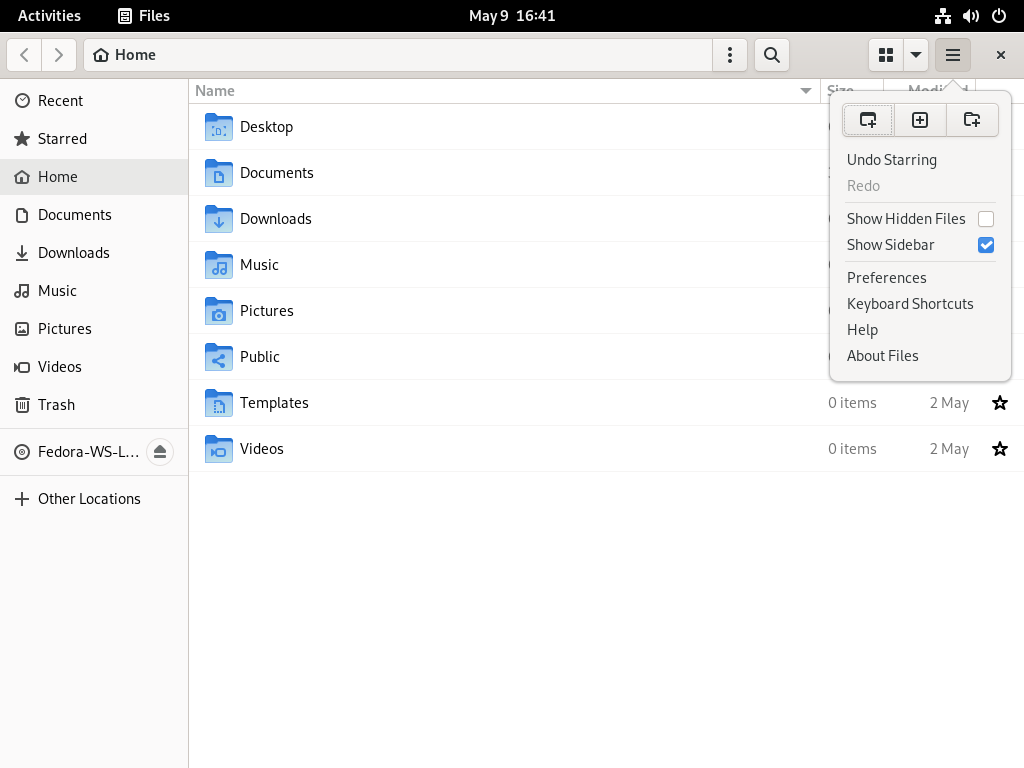 Activities Files May 9 16:41
Home
Name
Recent
Starred
Home
Documents
Downloads
Music
Pictures
Videos
Trash
Fedora-WS-L...
Other Locations
Desktop
Documents
Downloads
Music
Pictures
Public
Templates 0 items 2 May
Videos 0 items 2 May
Undo Starring
Redo
Show Hidden Files
Show Sidebar
Preferences
Keyboard Shortcuts
Help
About Files